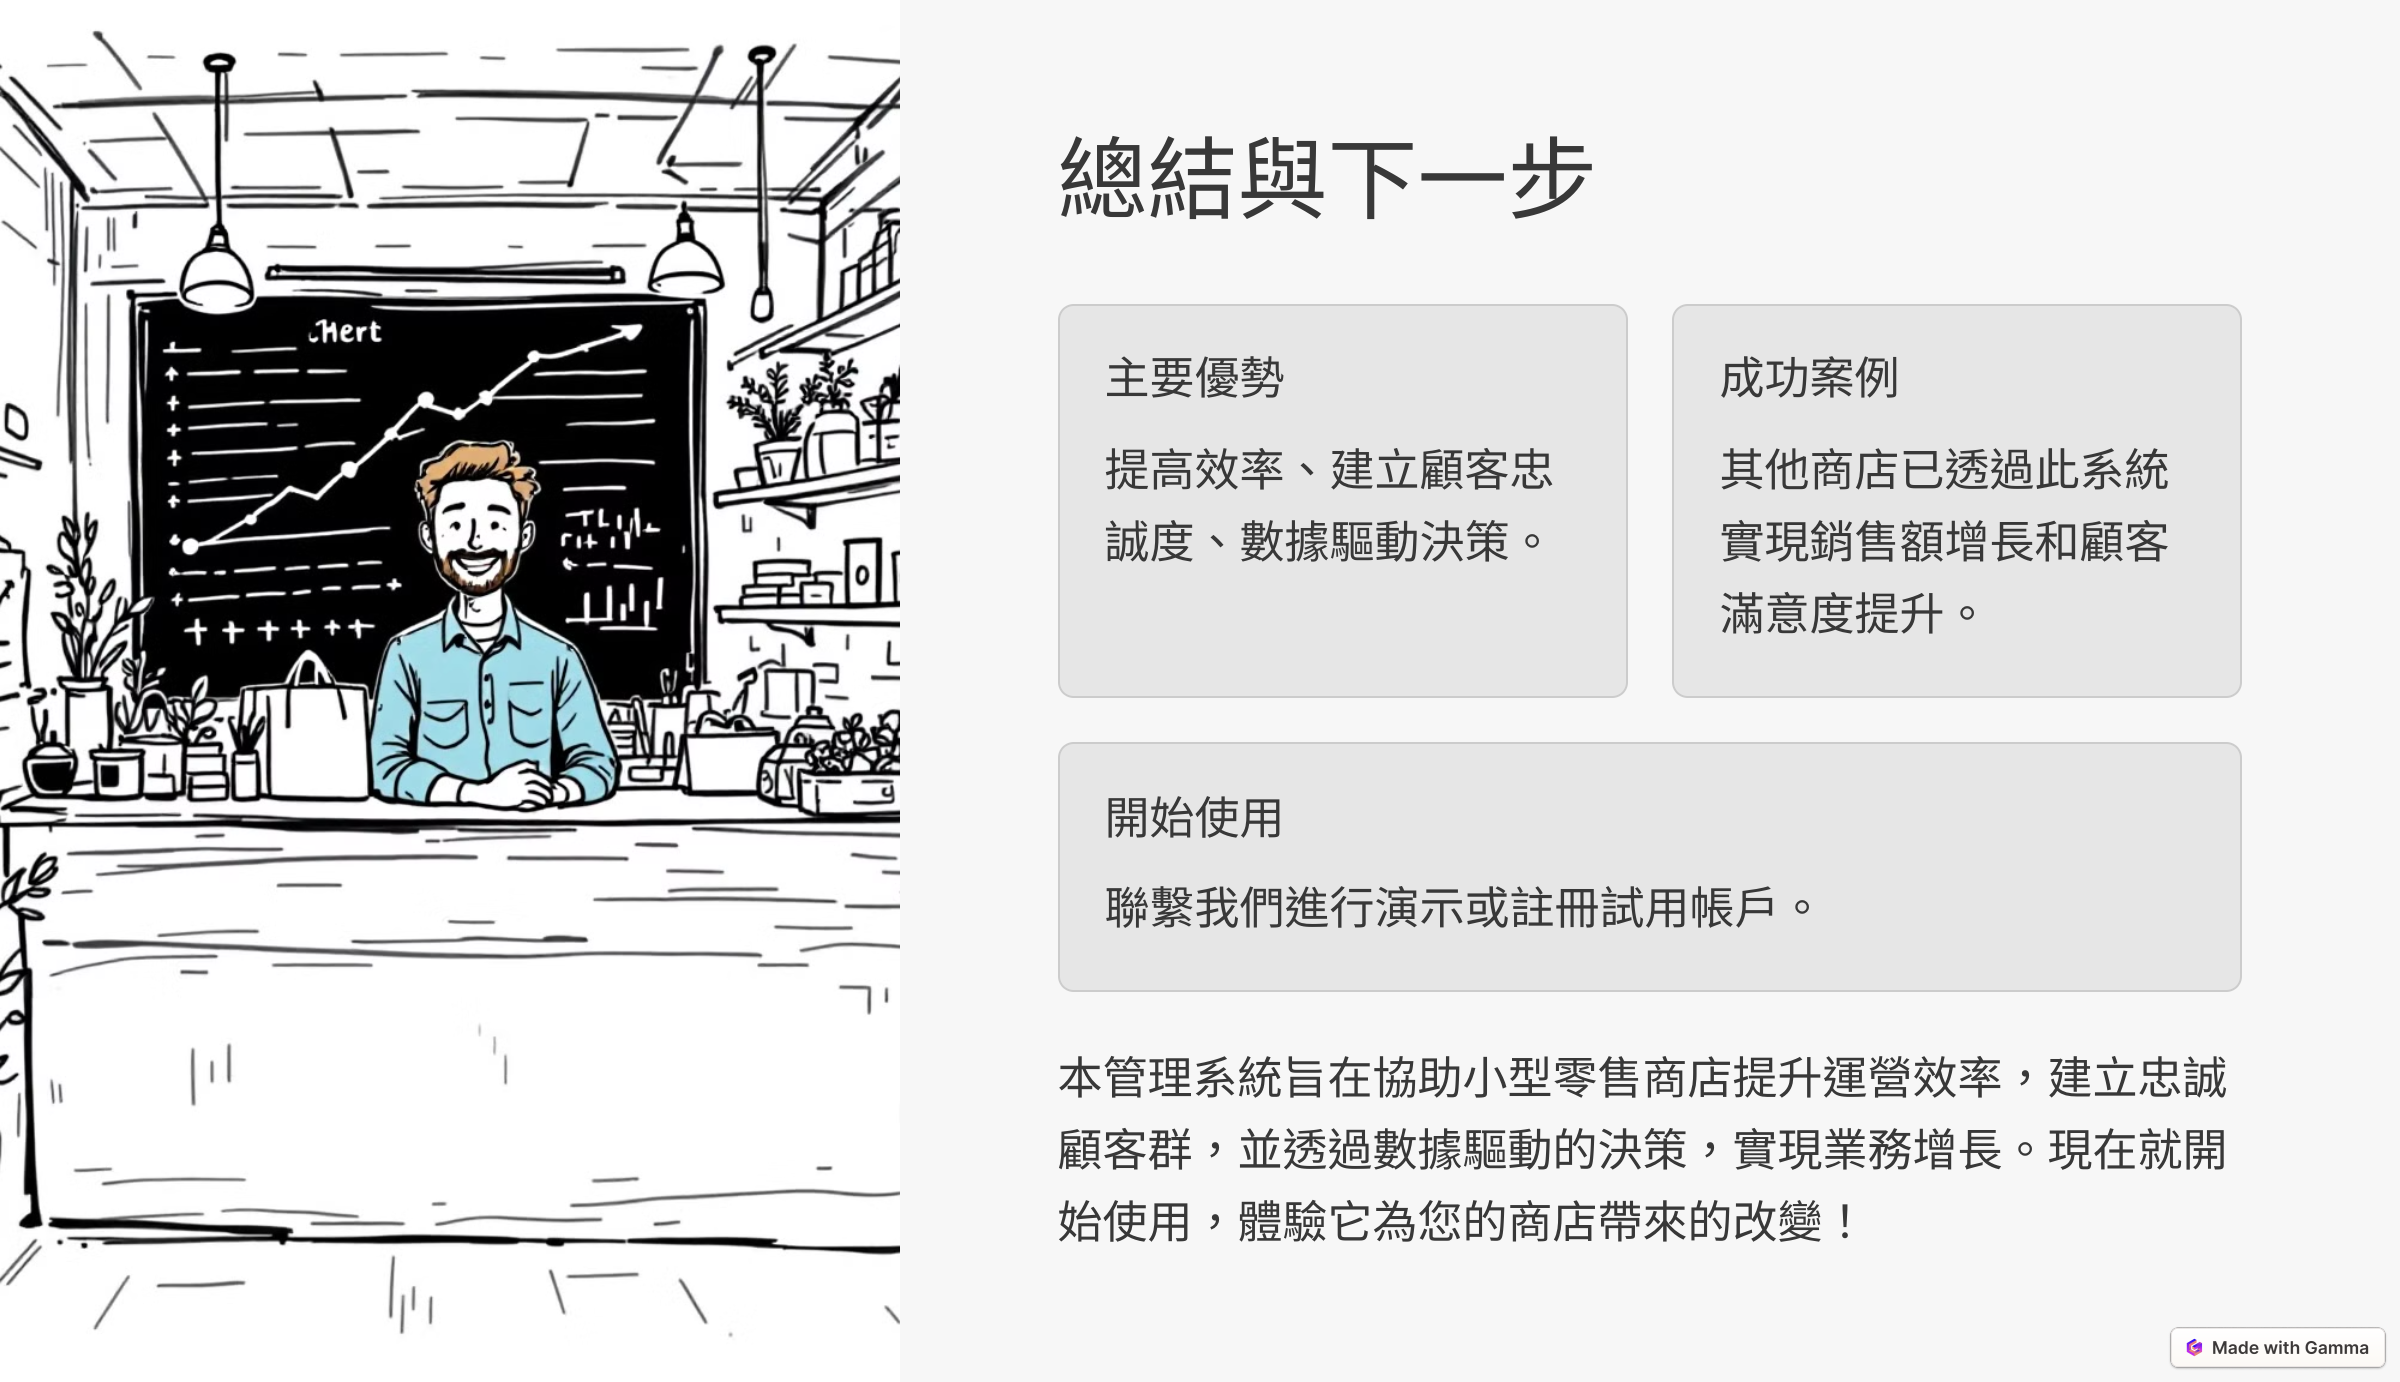 總結與下一步
主要優勢
提高效率、建立顧客忠
誠度、數據驅動決策。
成功案例
其他商店已透過此系統
實現銷售額增長和顧客
滿意度提升。
開始使用
聯繫我們進行演示或註冊試用帳戶。
本管理系統旨在協助小型零售商店提升運營效率，建立忠誠
顧客群，並透過數據驅動的決策，實現業務增長。現在就開
始使用，體驗它為您的商店帶來的改變！
Made with Gamma